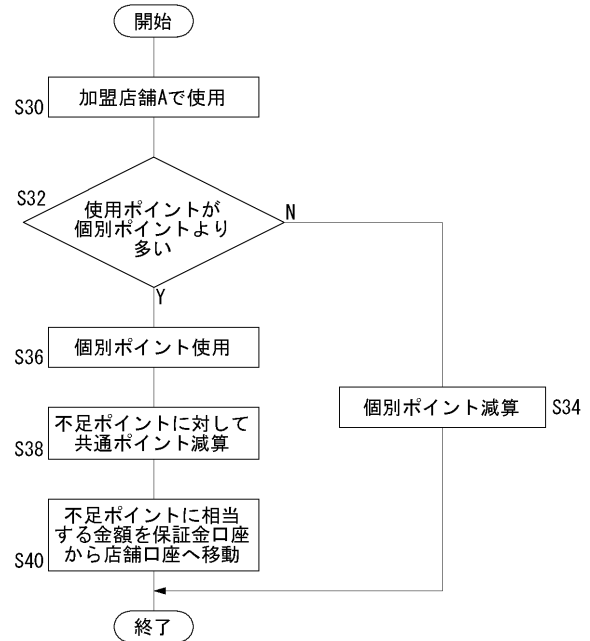 開始
S30
加盟店舗Aで使用
S32
使用ポイントが
個別ポイントより
多い
N
Y
S36
個別ポイント使用
個別ポイント減算
S34
S38
不足ポイントに対して
共通ポイント減算
S40
不足ポイントに相当
する金額を保証金口座
から店舗口座へ移動
終了